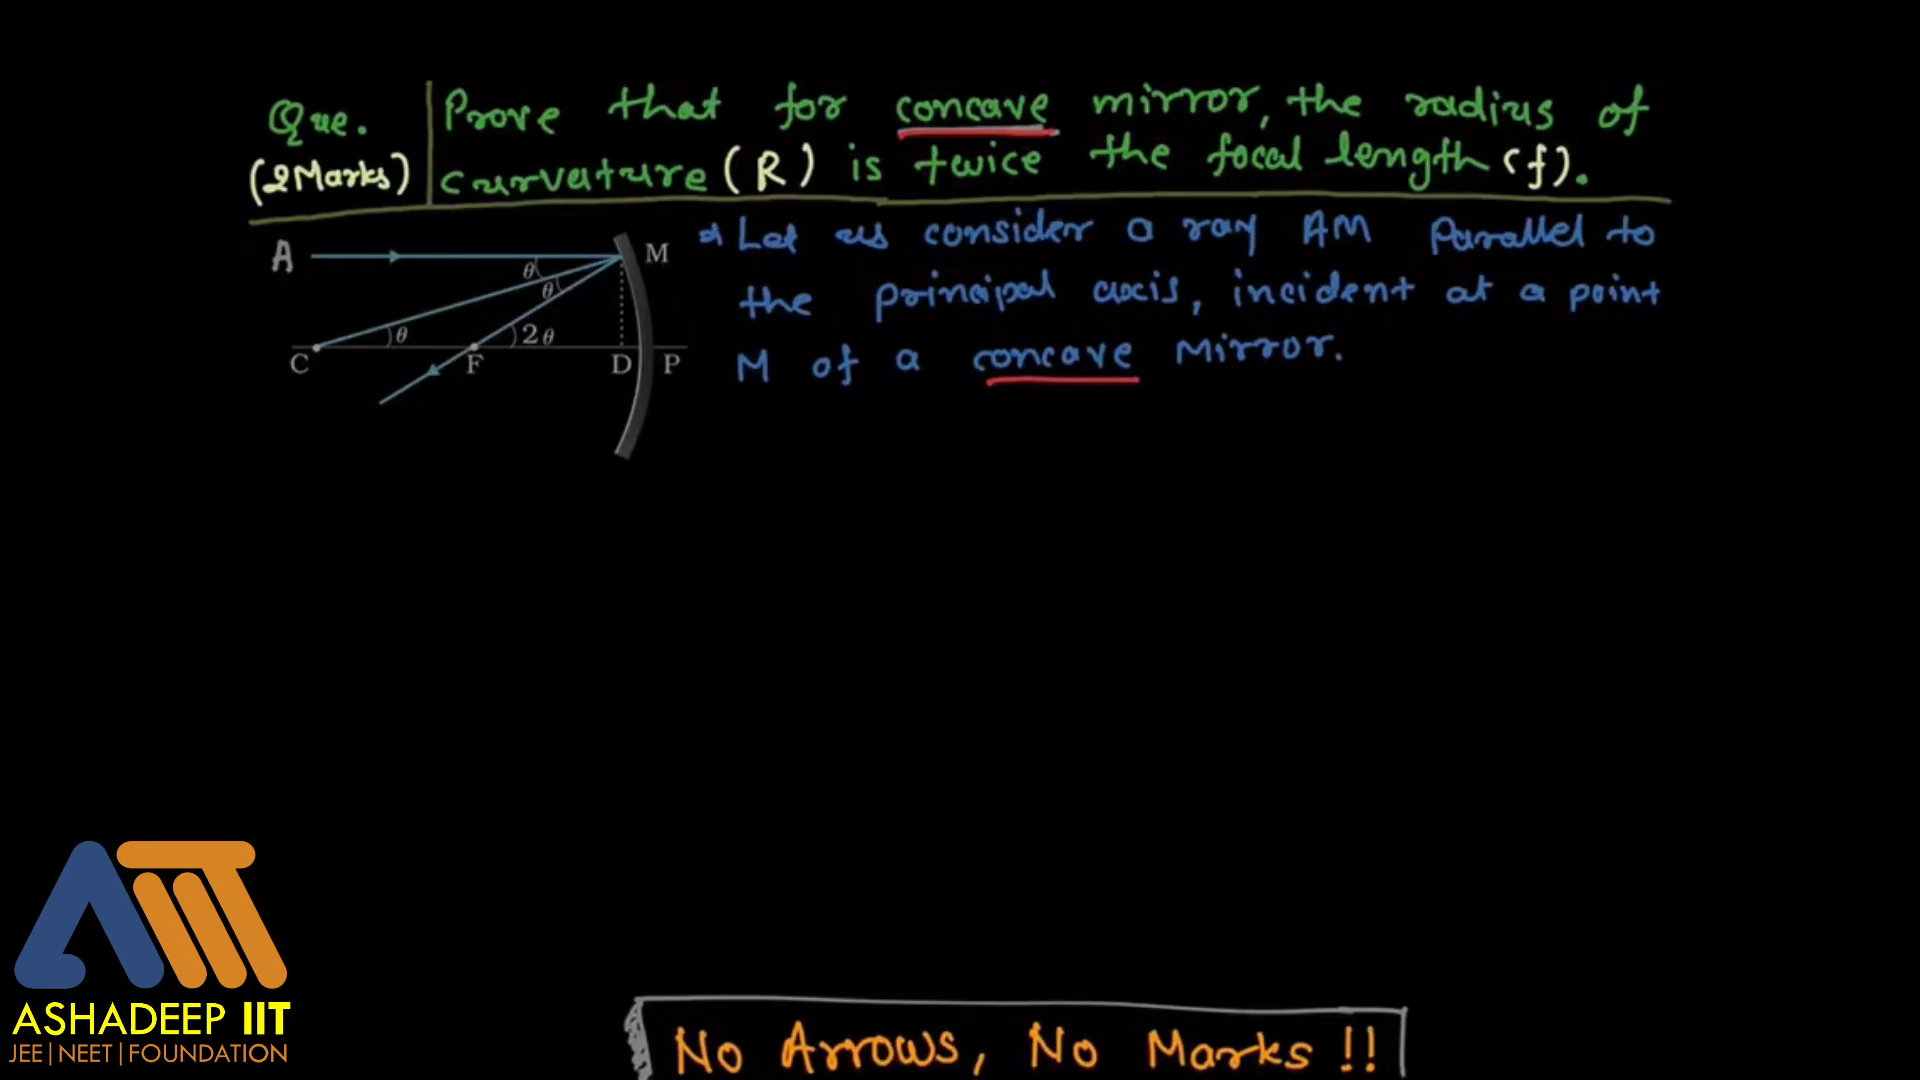 Que.
(2Marks)
Prove that for concave mirror, the radius of
curvature (R) is twice the focal length (f).
A
M
θ
θ
θ
2θ
C
F
D
P
Let us consider a ray AM Parallel to
the principal axis, incident at a point
M of a concave Mirror.
ASHADEEP IIT
JEE|NEET|FOUNDATION
No Arrows, No Marks !!